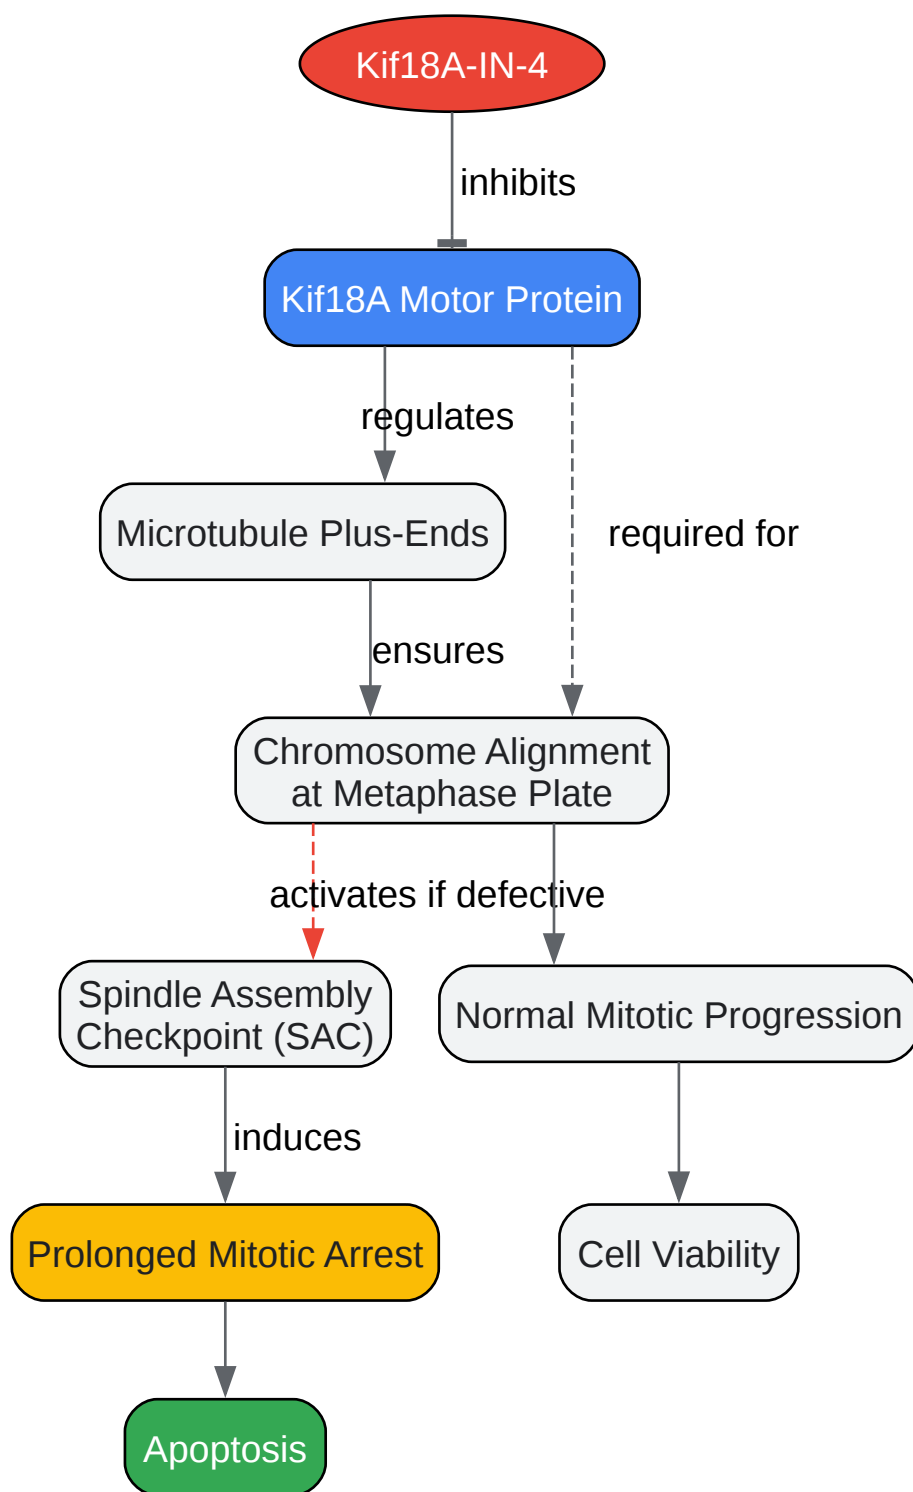 Kif18A-IN-4
inhibits
Kif18A Motor Protein
regulates
Microtubule Plus-Ends
required for
ensures
Chromosome Alignment
at Metaphase Plate
activates if defective
Spindle Assembly
Checkpoint (SAC)
Normal Mitotic Progression
induces
Prolonged Mitotic Arrest
Cell Viability
Apoptosis